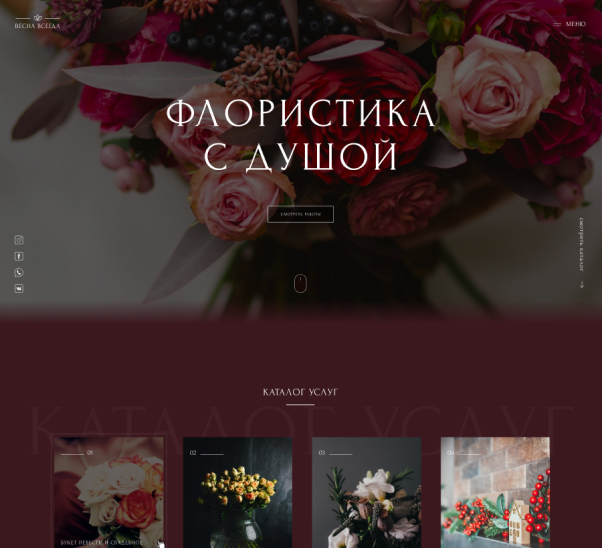 ВЕСНА ВСЕГДА
МЕНЮ
ФЛОРИСТИКА
С ДУШОЙ
СМОТРЕТЬ РАБОТЫ
СМОТРЕТЬ КАТАЛОГ
КАТАЛОГ УСЛУГ
КАТАЛОГ УСЛУГ
01
02
03
04
БУКЕТ НЕВЕСТЫ И СВАДЕБНОЕ